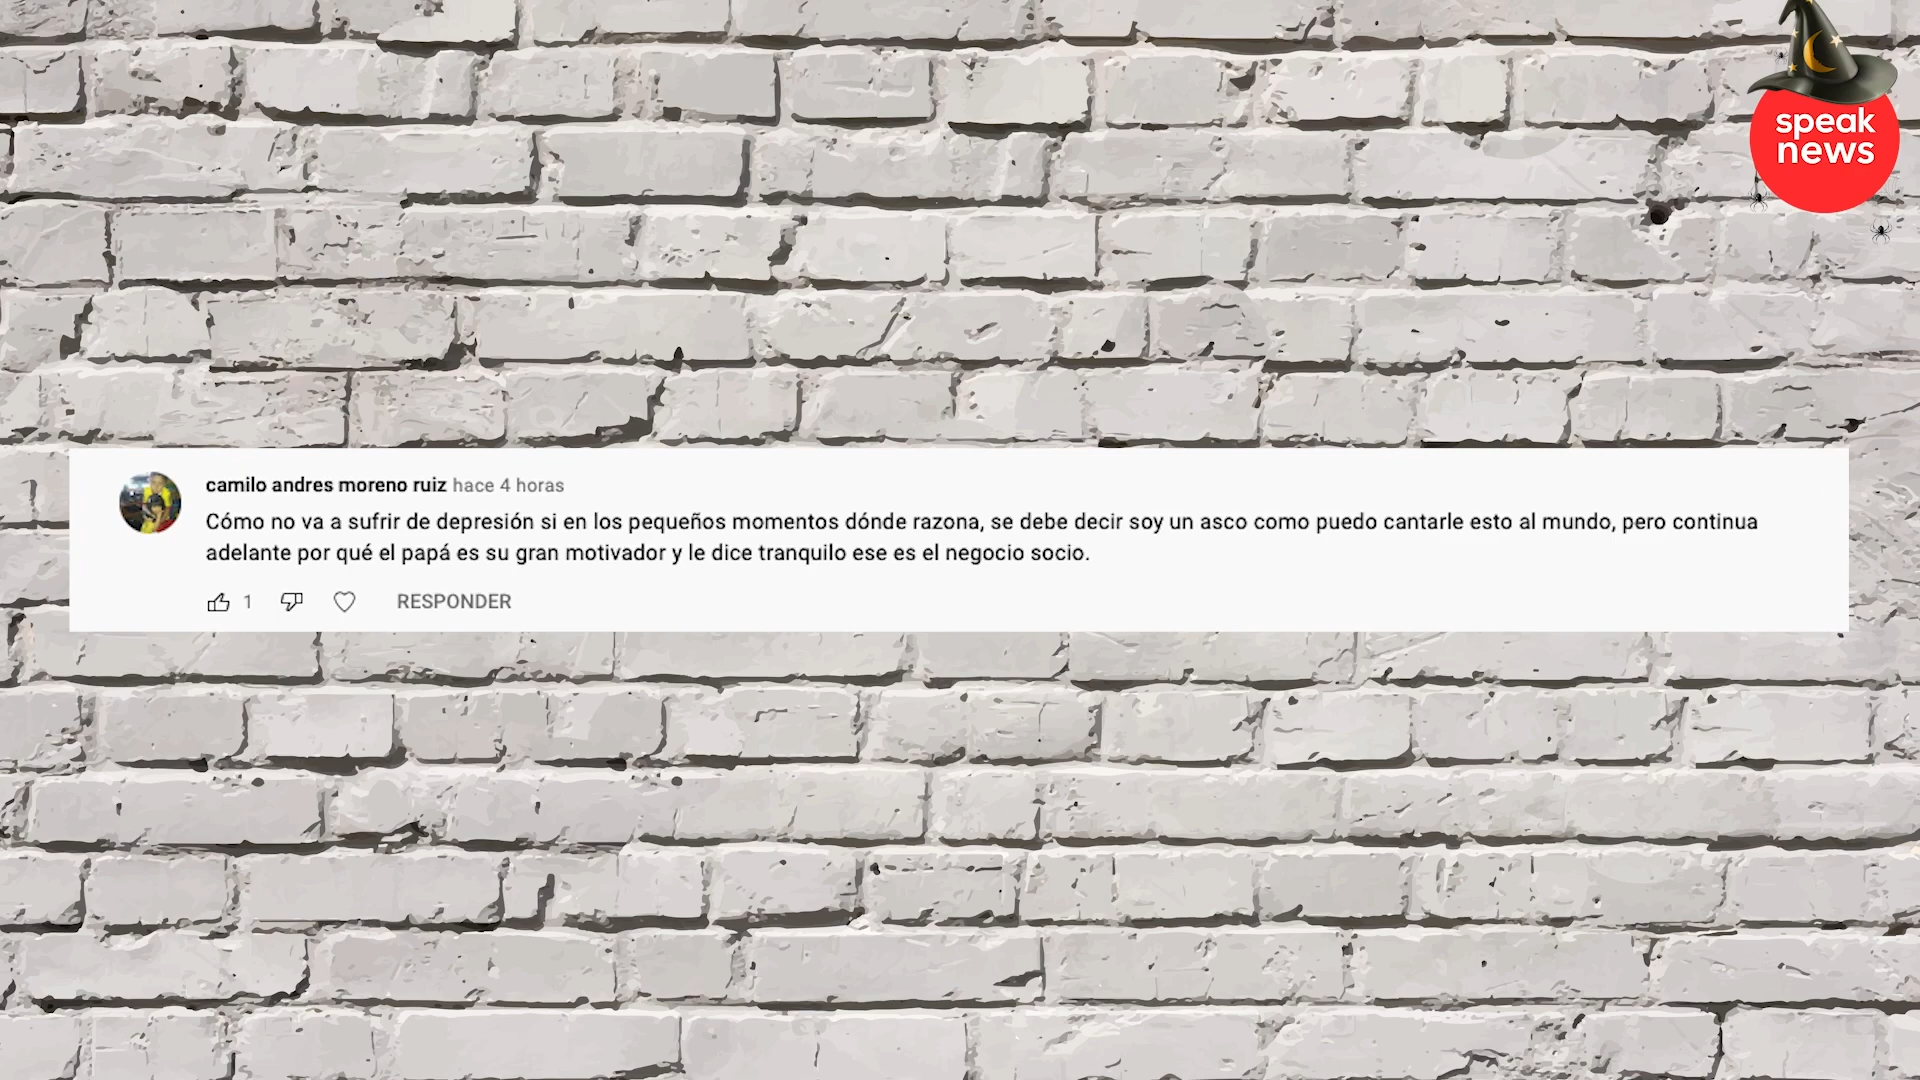 speak
news
camilo andres moreno ruiz hace 4 horas
Cómo no va a sufrir de depresión si en los pequeños momentos dónde razona, se debe decir soy un asco como puedo cantarle esto al mundo, pero continua
adelante por qué el papá es su gran motivador y le dice tranquilo ese es el negocio socio.
1 RESPONDER